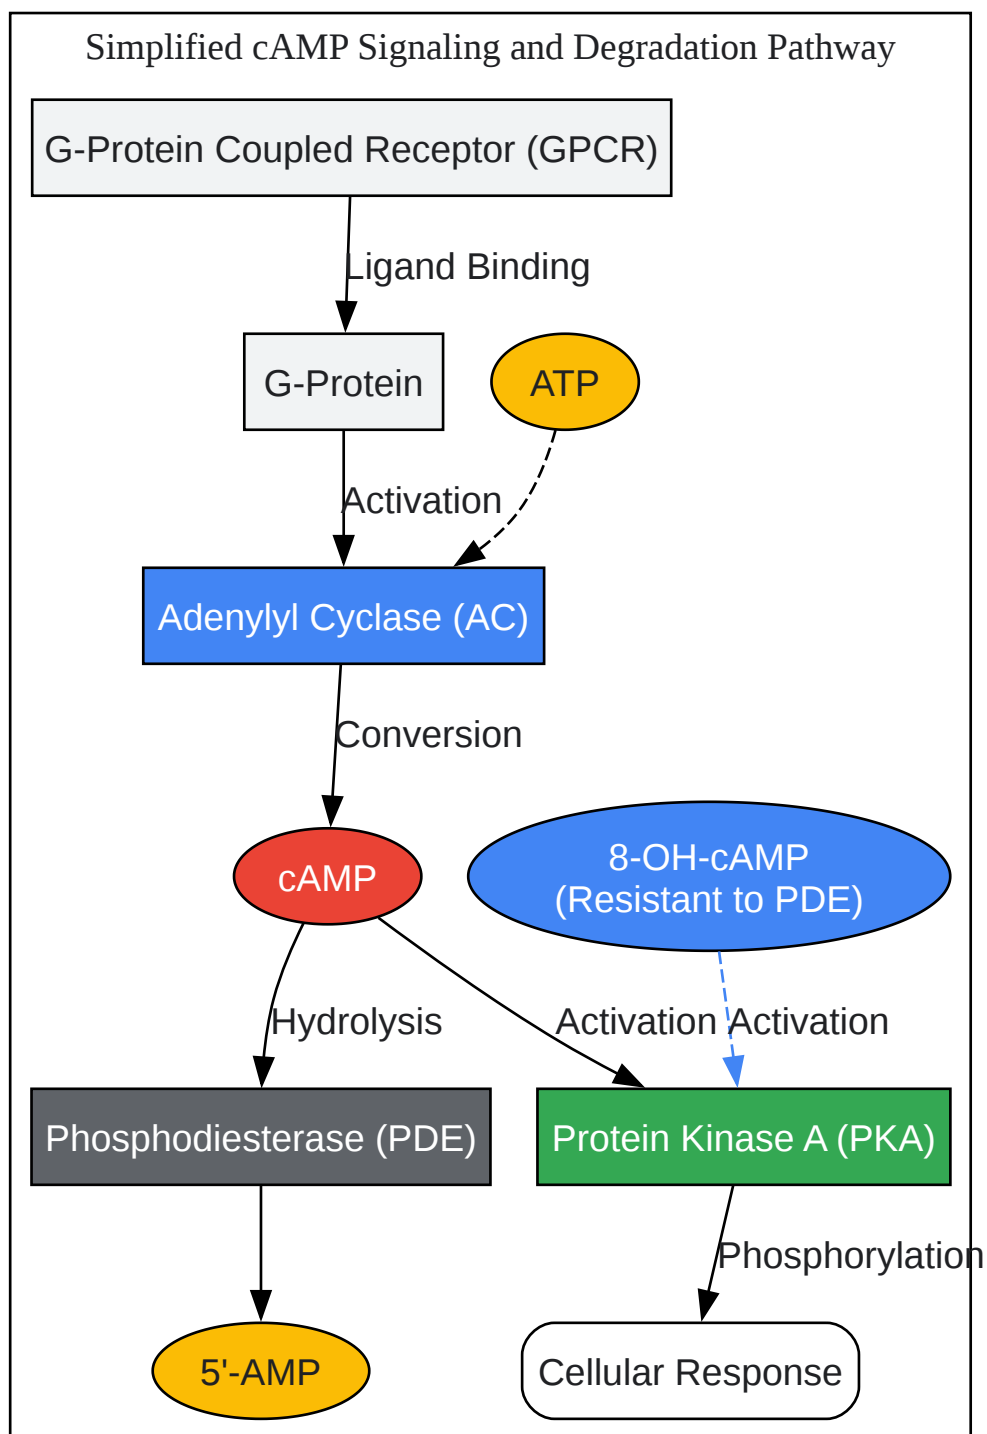 Simplified cAMP Signaling and Degradation Pathway
G-Protein Coupled Receptor (GPCR)
Ligand Binding
G-Protein
ATP
Activation
Adenylyl Cyclase (AC)
Conversion
cAMP
8-OH-cAMP
(Resistant to PDE)
Hydrolysis
Activation
Activation
Phosphodiesterase (PDE)
Protein Kinase A (PKA)
Phosphorylation
5'-AMP
Cellular Response